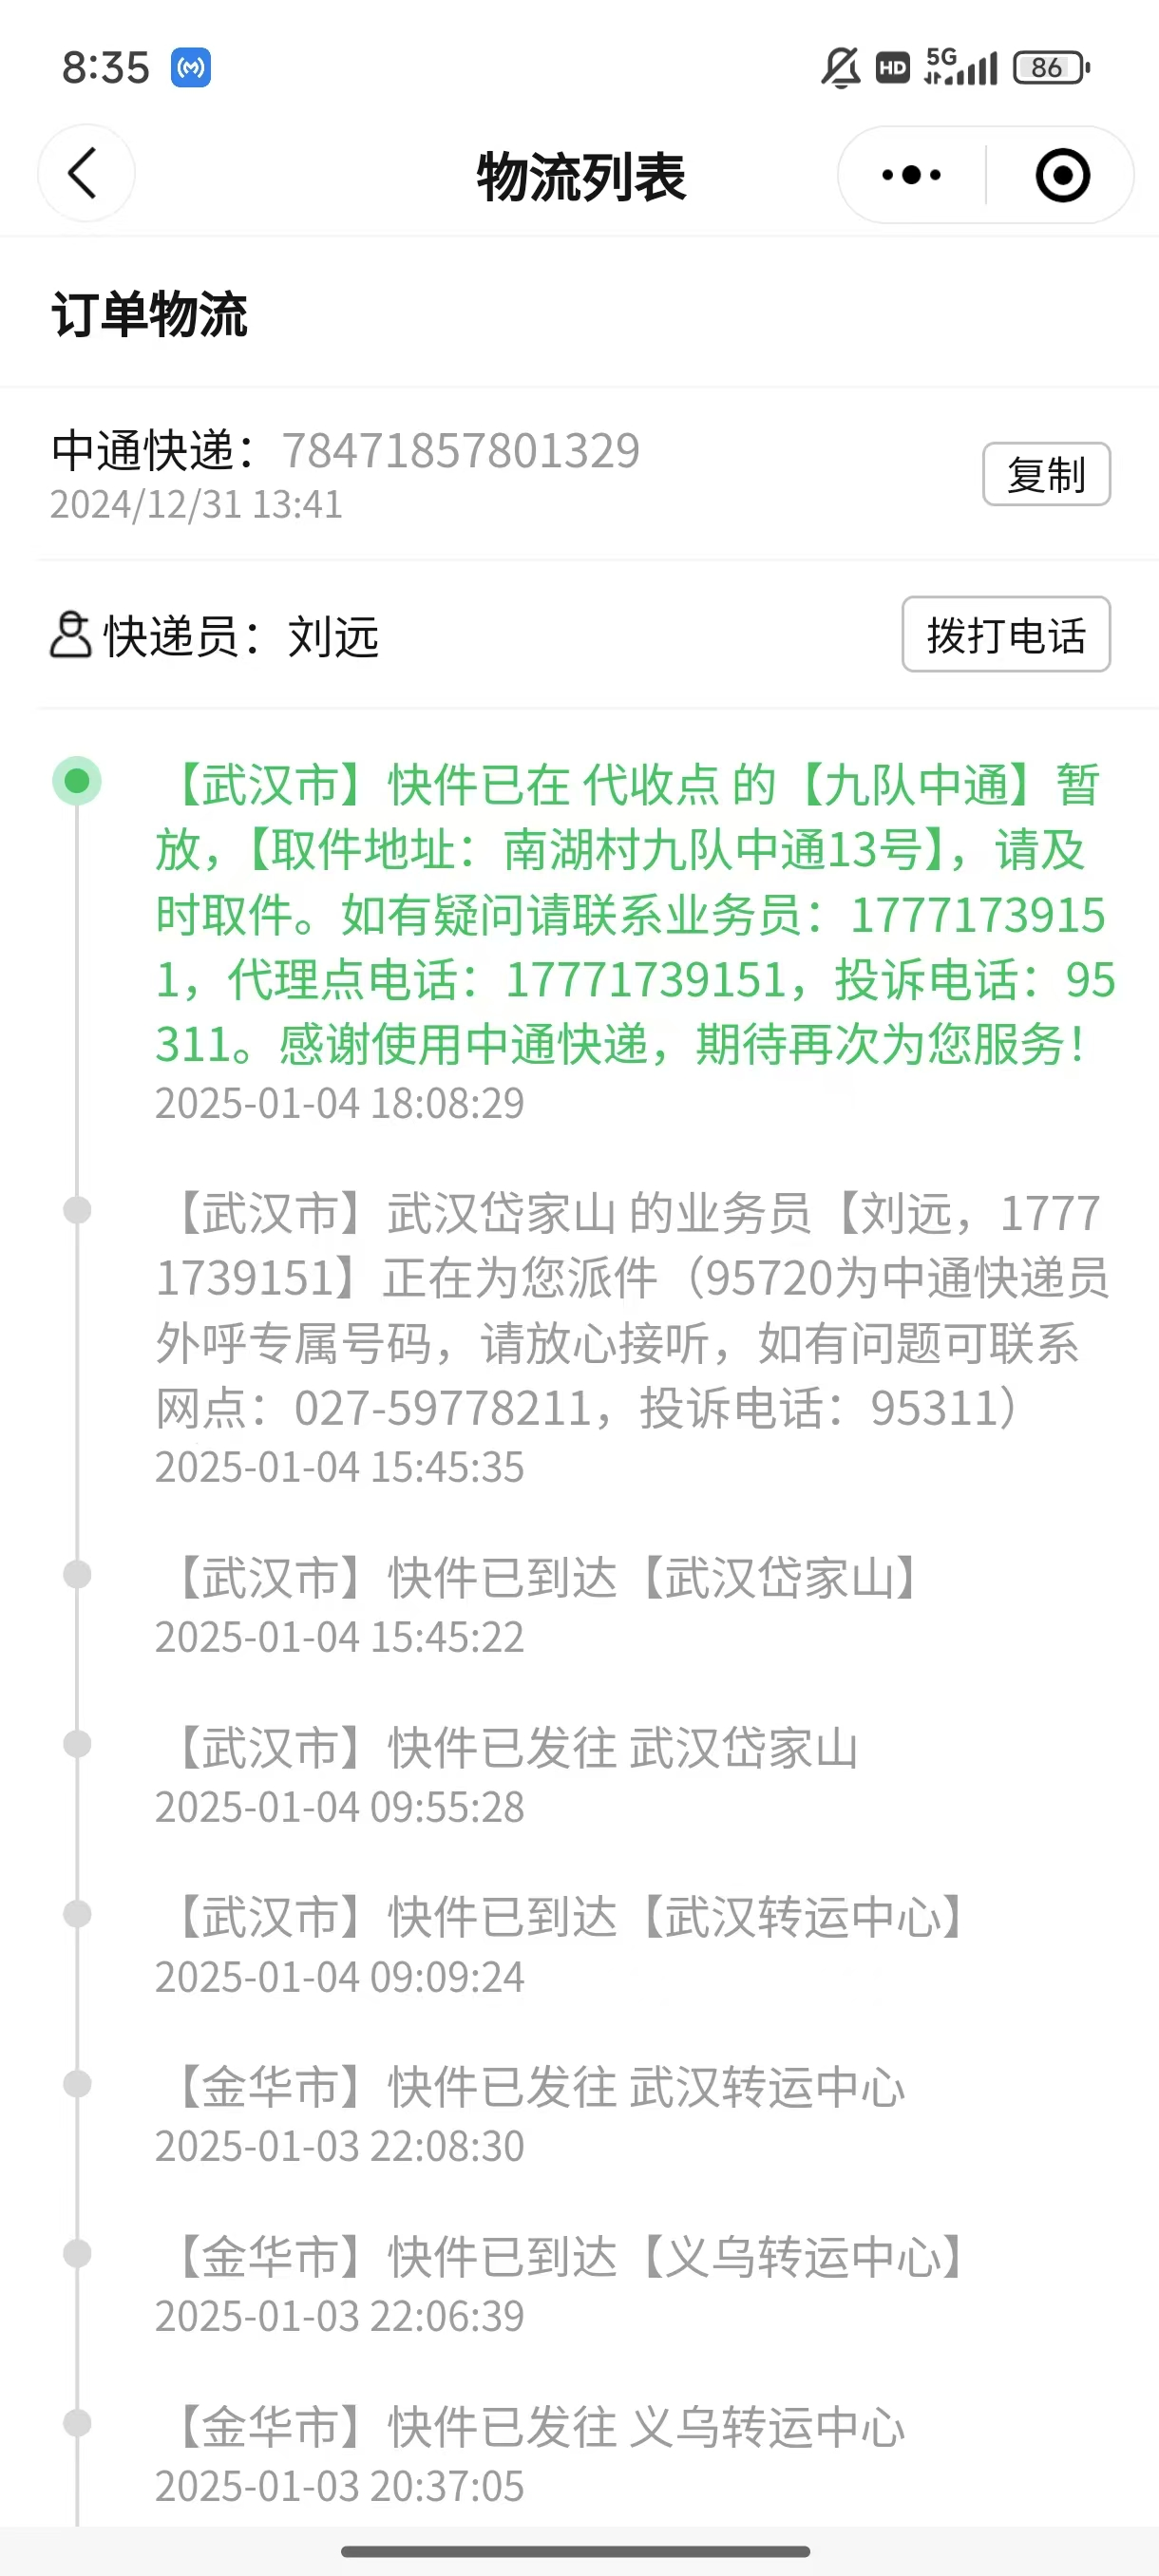 8:35
HD 5G 86
物流列表
订单物流
中通快递：78471857801329
复制
2024/12/31 13:41
快递员：刘远
拨打电话
【武汉市】快件已在 代收点 的【九队中通】暂
放，【取件地址：南湖村九队中通13号】，请及
时取件。如有疑问请联系业务员：1777173915
1，代理点电话：17771739151，投诉电话：95
311。感谢使用中通快递，期待再次为您服务！
2025-01-04 18:08:29
【武汉市】武汉岱家山 的业务员【刘远，1777
1739151】正在为您派件（95720为中通快递员
外呼专属号码，请放心接听，如有问题可联系
网点：027-59778211，投诉电话：95311）
2025-01-04 15:45:35
【武汉市】快件已到达【武汉岱家山】
2025-01-04 15:45:22
【武汉市】快件已发往 武汉岱家山
2025-01-04 09:55:28
【武汉市】快件已到达【武汉转运中心】
2025-01-04 09:09:24
【金华市】快件已发往 武汉转运中心
2025-01-03 22:08:30
【金华市】快件已到达【义乌转运中心】
2025-01-03 22:06:39
【金华市】快件已发往 义乌转运中心
2025-01-03 20:37:05